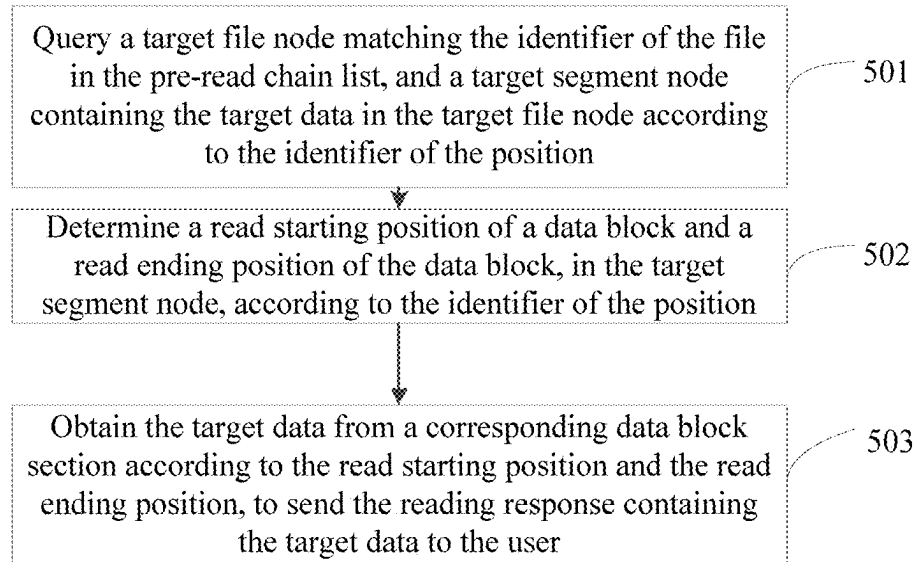 Query a target file node matching the identifier of the file
in the pre-read chain list, and a target segment node
containing the target data in the target file node according
to the identifier of the position
501
Determine a read starting position of a data block and a
read ending position of the data block, in the target
segment node, according to the identifier of the position
502
Obtain the target data from a corresponding data block
section according to the read starting position and the read
ending position, to send the reading response containing
the target data to the user
503